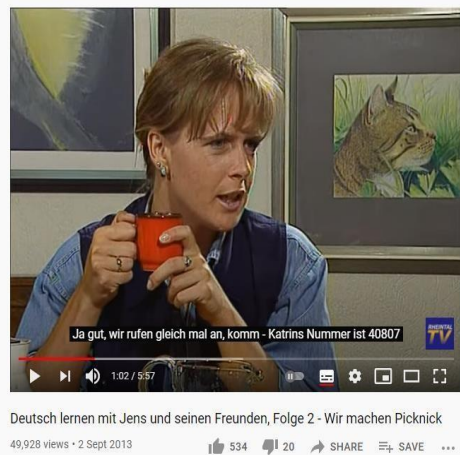 Ja gut, wir rufen gleich mal an, komm - Katrins Nummer ist 40807
RHEINTAL
TV
1:02 / 5:57
Deutsch lernen mit Jens und seinen Freunden, Folge 2 - Wir machen Picknick
49,928 views • 2 Sept 2013
534
20
SHARE
SAVE